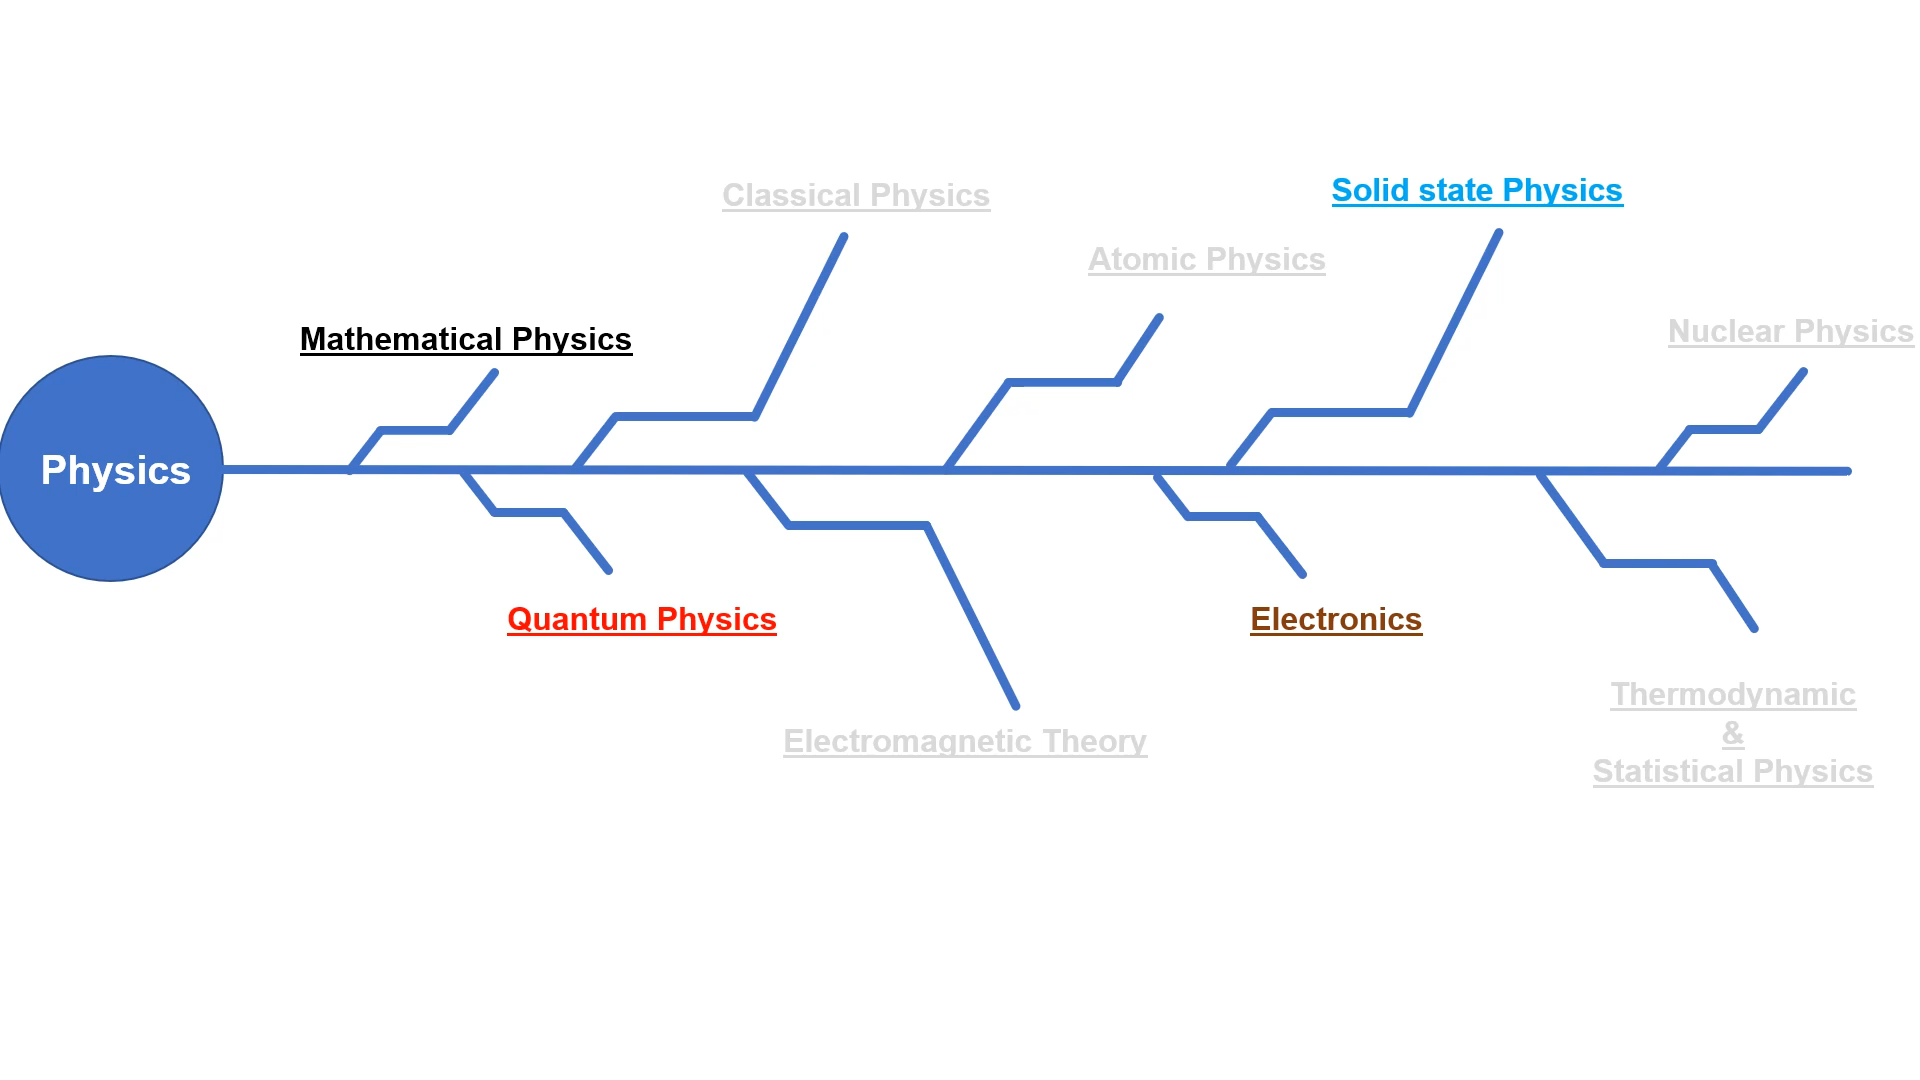 Classical Physics
Solid state Physics
Atomic Physics
Mathematical Physics
Nuclear Physics
Physics
Quantum Physics
Electronics
Electromagnetic Theory
Thermodynamic
&
Statistical Physics